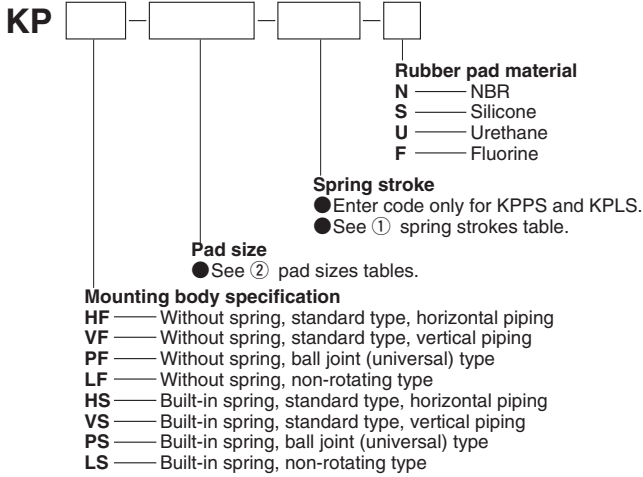 KP
Rubber pad material
N NBR
S Silicone
U Urethane
F Fluorine
Spring stroke
●Enter code only for KPPS and KPLS.
●See ① spring strokes table.
Pad size
●See ② pad sizes tables.
Mounting body specification
HF Without spring, standard type, horizontal piping
VF Without spring, standard type, vertical piping
PF Without spring, ball joint (universal) type
LF Without spring, non-rotating type
HS Built-in spring, standard type, horizontal piping
VS Built-in spring, standard type, vertical piping
PS Built-in spring, ball joint (universal) type
LS Built-in spring, non-rotating type